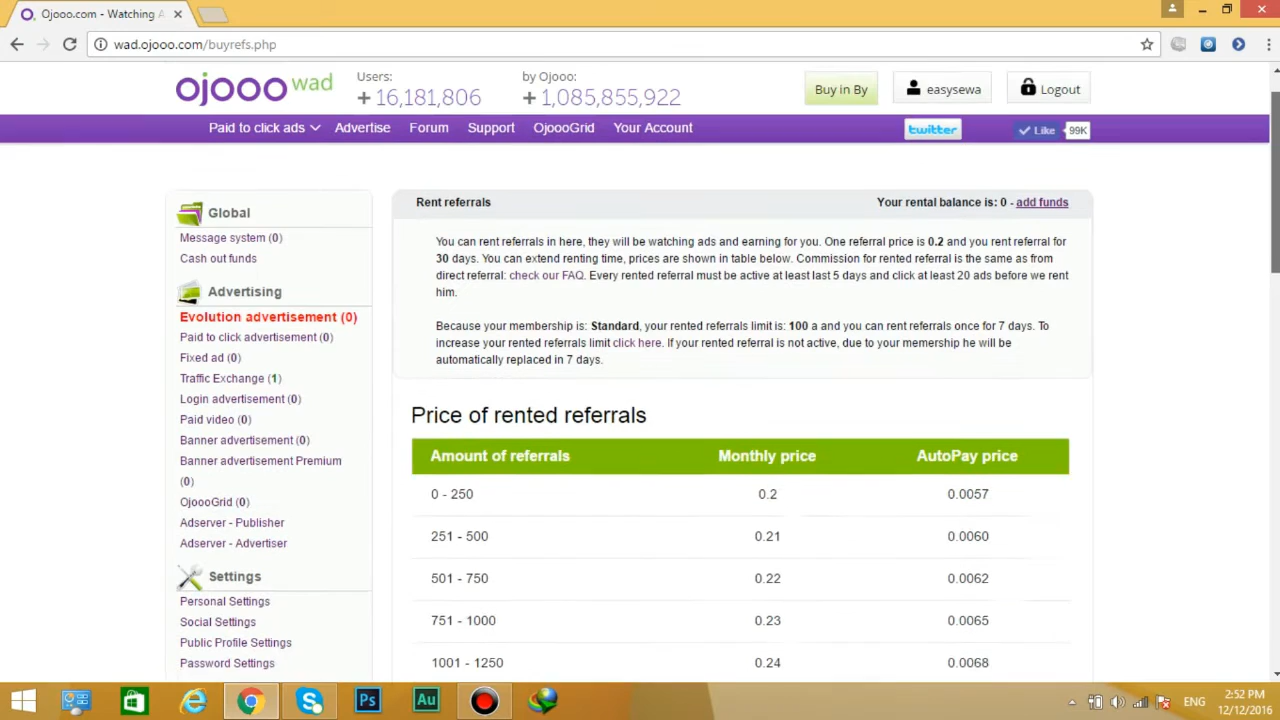 Ojooo.com - Watching A
wad.ojooo.com/buyrefs.php
ojooo wad
Users:
+ 16,181,806
by Ojooo:
+ 1,085,855,922
Buy in By
easysewa
Logout
Paid to click ads
Advertise
Forum
Support
OjoooGrid
Your Account
twitter
Like
99K
Global
Message system (0)
Cash out funds
Advertising
Evolution advertisement (0)
Paid to click advertisement (0)
Fixed ad (0)
Traffic Exchange (1)
Login advertisement (0)
Paid video (0)
Banner advertisement (0)
Banner advertisement Premium
(0)
OjoooGrid (0)
Adserver - Publisher
Adserver - Advertiser
Settings
Personal Settings
Social Settings
Public Profile Settings
Password Settings
Rent referrals
Your rental balance is: 0 - add funds
You can rent referrals in here, they will be watching ads and earning for you. One referral price is 0.2 and you rent referral for
30 days. You can extend renting time, prices are shown in table below. Commission for rented referral is the same as from
direct referral: check our FAQ. Every rented referral must be active at least last 5 days and click at least 20 ads before we rent
him.
Because your membership is: Standard, your rented referrals limit is: 100 a and you can rent referrals once for 7 days. To
increase your rented referrals limit click here. If your rented referral is not active, due to your memership he will be
automatically replaced in 7 days.
Price of rented referrals
Amount of referrals Monthly price AutoPay price
0 - 250 0.2 0.0057
251 - 500 0.21 0.0060
501 - 750 0.22 0.0062
751 - 1000 0.23 0.0065
1001 - 1250 0.24 0.0068
Ps
Au
ENG
2:52 PM
12/12/2016